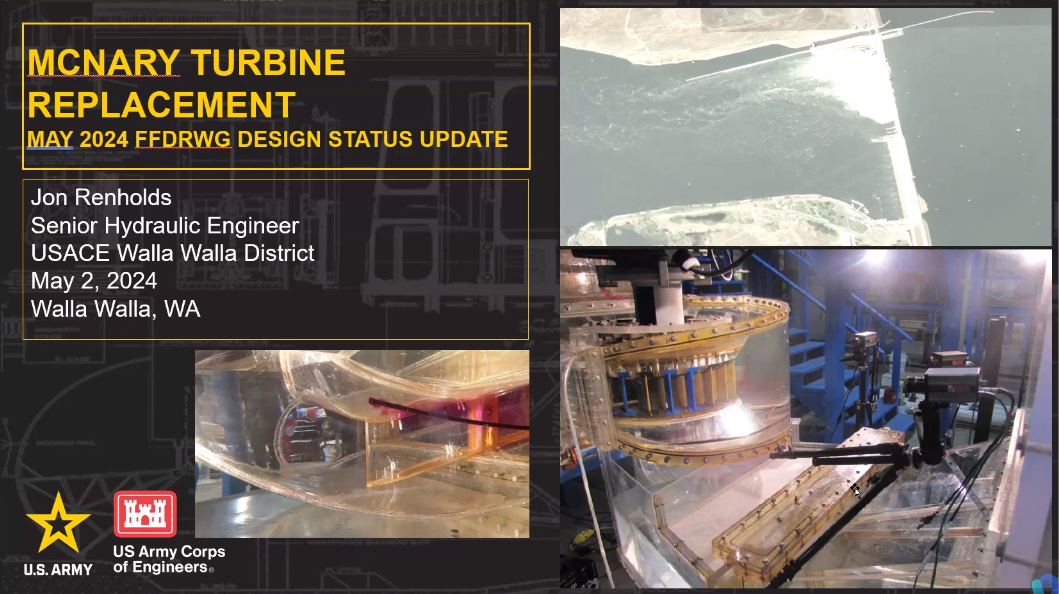 MCNARY TURBINE
REPLACEMENT
MAY 2024 FFDRWG DESIGN STATUS UPDATE
Jon Renholds
Senior Hydraulic Engineer
USACE Walla Walla District
May 2, 2024
Walla Walla, WA
U.S. ARMY
US Army Corps
of Engineers®